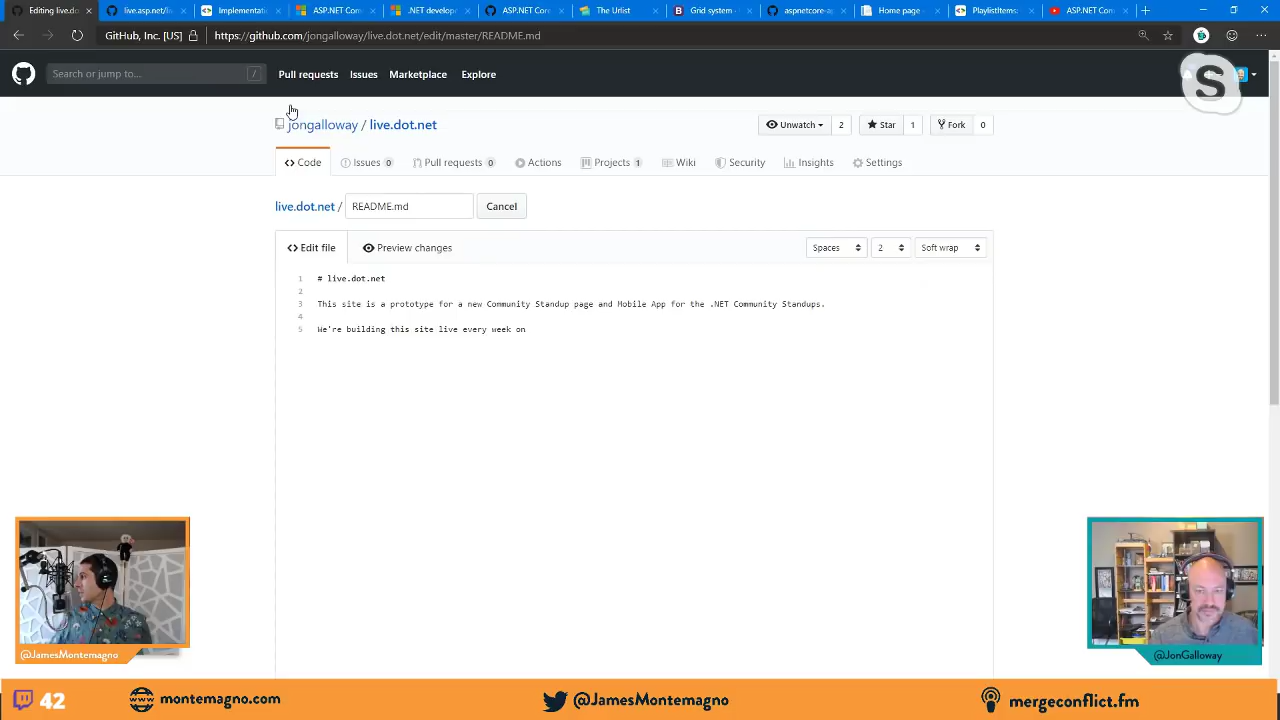 Editing live.do
live.asp.net/li
Implementati
ASP.NET Cor
.NET develop
ASP.NET Cor
The Urlist
Grid system ·
aspnetcore-a
Home page -
PlaylistItems:
ASP.NET Cor
GitHub, Inc. [US]
https://github.com/jongalloway/live.dot.net/edit/master/README.md
Search or jump to...
/
Pull requests
Issues
Marketplace
Explore
jongalloway / live.dot.net
Unwatch
2
Star
1
Fork
0
<> Code
Issues 0
Pull requests 0
Actions
Projects 1
Wiki
Security
Insights
Settings
live.dot.net /
README.md
Cancel
<> Edit file
Preview changes
Spaces
2
Soft wrap
1 # live.dot.net
2
3 This site is a prototype for a new Community Standup page and Mobile App for the .NET Community Standups.
4
5 We're building this site live every week on
@JamesMontemagno
@JonGalloway
42
montemagno.com
@JamesMontemagno
mergeconflict.fm